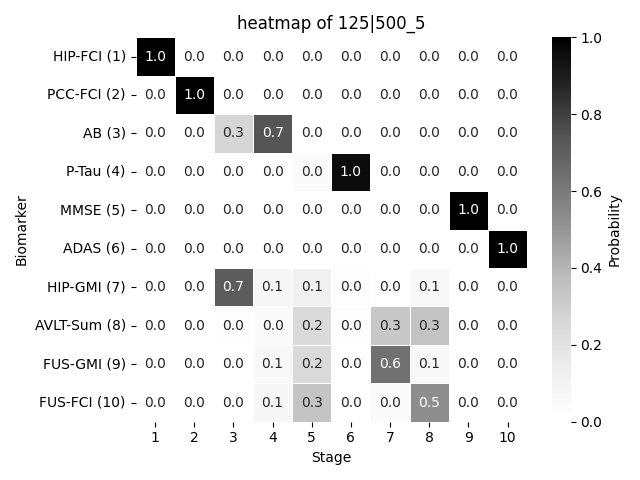 heatmap of 125|500_5
HIP-FCI (1) 1.0 0.0 0.0 0.0 0.0 0.0 0.0 0.0 0.0 0.0
PCC-FCI (2) 0.0 1.0 0.0 0.0 0.0 0.0 0.0 0.0 0.0 0.0
AB (3) 0.0 0.0 0.3 0.7 0.0 0.0 0.0 0.0 0.0 0.0
P-Tau (4) 0.0 0.0 0.0 0.0 0.0 1.0 0.0 0.0 0.0 0.0
MMSE (5) 0.0 0.0 0.0 0.0 0.0 0.0 0.0 0.0 1.0 0.0
ADAS (6) 0.0 0.0 0.0 0.0 0.0 0.0 0.0 0.0 0.0 1.0
HIP-GMI (7) 0.0 0.0 0.7 0.1 0.1 0.0 0.0 0.1 0.0 0.0
AVLT-Sum (8) 0.0 0.0 0.0 0.0 0.2 0.0 0.3 0.3 0.0 0.0
FUS-GMI (9) 0.0 0.0 0.0 0.1 0.2 0.0 0.6 0.1 0.0 0.0
FUS-FCI (10) 0.0 0.0 0.0 0.1 0.3 0.0 0.0 0.5 0.0 0.0
1 2 3 4 5 6 7 8 9 10
Stage
Biomarker
1.0
0.8
0.6
0.4
0.2
0.0
Probability